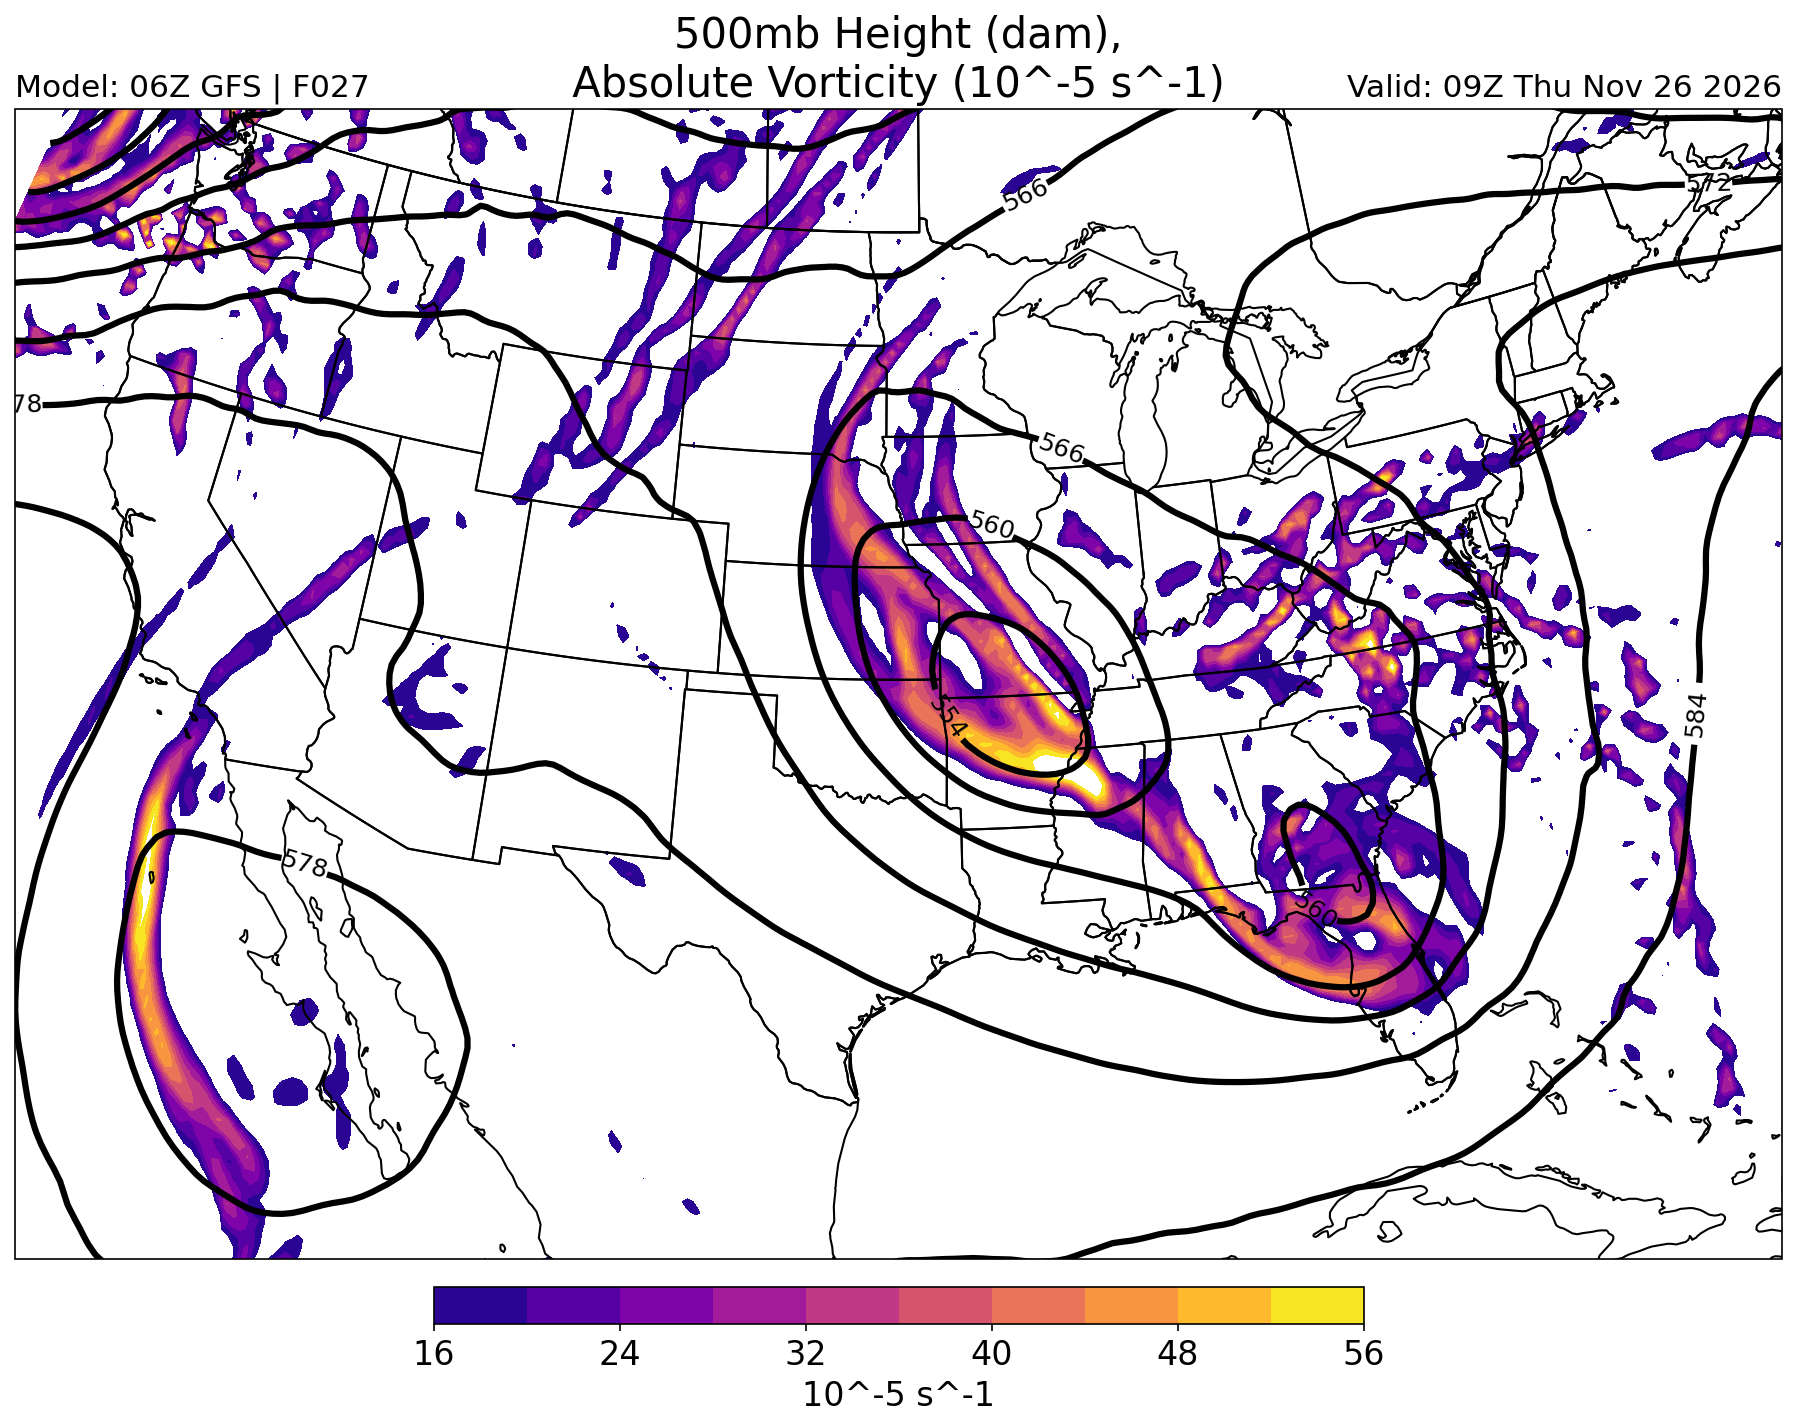 500mb Height (dam),
Model: 06Z GFS | F027
Absolute Vorticity (10^-5 s^-1)
Valid: 09Z Thu Nov 26 2026
566
572
78
566
560
554
584
578
560
16 24 32 40 48 56
10^-5 s^-1